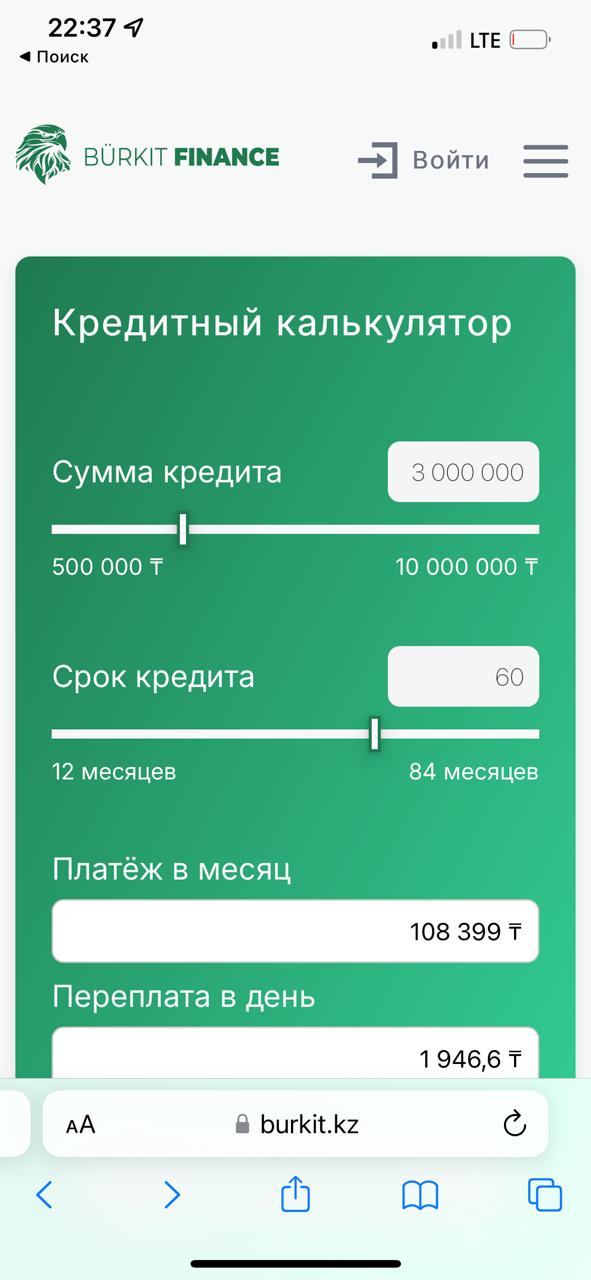 22:37
LTE
◀ Поиск
BÜRKIT FINANCE
Войти
Кредитный калькулятор
Сумма кредита
3 000 000
500 000 ₸
10 000 000 ₸
Срок кредита
60
12 месяцев
84 месяцев
Платёж в месяц
108 399 ₸
Переплата в день
1 946,6 ₸
AA
burkit.kz